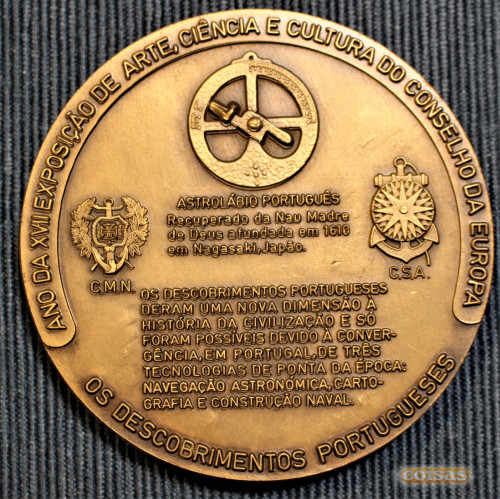 ANO DA XVII EXPOSIÇÃO DE ARTE, CIÊNCIA E CULTURA DO CONSELHO DA EUROPA
ASTROLÁBIO PORTUGUÊS
Recuperado da Nau Madre
de Deus afundada em 1610
em Nagasaki, Japão.
C.M.N.
C.S.A.
OS DESCOBRIMENTOS PORTUGUESES
DERAM UMA NOVA DIMENSÃO À
HISTÓRIA DA CIVILIZAÇÃO E SÓ
FORAM POSSÍVEIS DEVIDO À CONVER-
GÊNCIA, EM PORTUGAL, DE TRÊS
TECNOLOGIAS DE PONTA DA ÉPOCA:
NAVEGAÇÃO ASTRONÓMICA, CARTO-
GRAFIA E CONSTRUÇÃO NAVAL.
OS DESCOBRIMENTOS PORTUGUESES
coisas